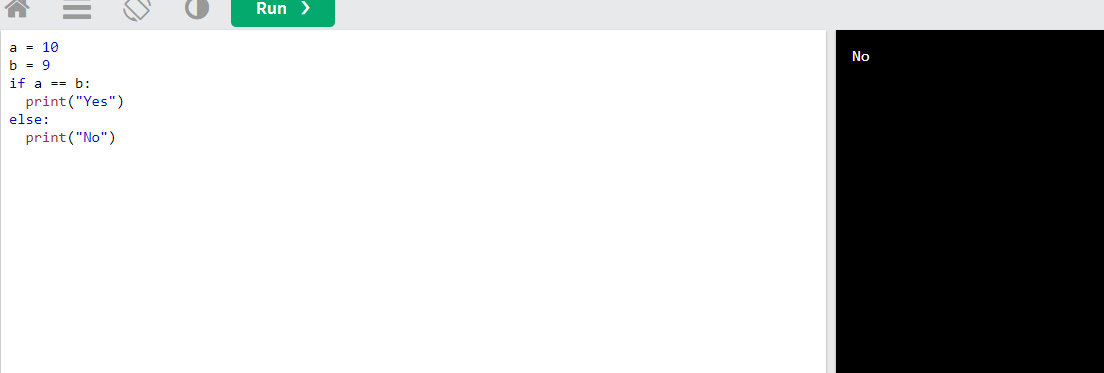 Run ❯
a = 10
b = 9
if a == b:
  print("Yes")
else:
  print("No")
No